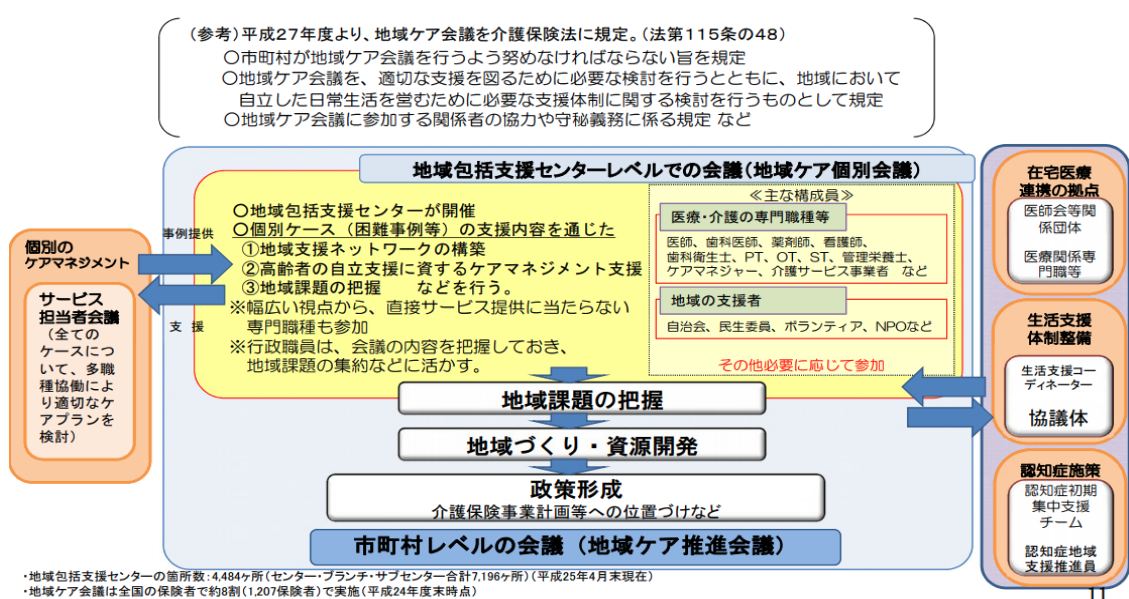 (参考)平成27年度より、地域ケア会議を介護保険法に規定。(法第115条の48)
〇市町村が地域ケア会議を行うよう努めなければならない旨を規定
〇地域ケア会議を、適切な支援を図るために必要な検討を行うとともに、地域において
自立した日常生活を営むために必要な支援体制に関する検討を行うものとして規定
〇地域ケア会議に参加する関係者の協力や守秘義務に係る規定 など
地域包括支援センターレベルでの会議(地域ケア個別会議)
〇地域包括支援センターが開催
〇個別ケース(困難事例等)の支援内容を通じた
①地域支援ネットワークの構築
②高齢者の自立支援に資するケアマネジメント支援
③地域課題の把握 などを行う。
※幅広い視点から、直接サービス提供に当たらない
専門職種も参加
※行政職員は、会議の内容を把握しておき、
地域課題の集約などに活かす。
≪主な構成員≫
医療・介護の専門職種等
医師、歯科医師、薬剤師、看護師、
歯科衛生士、PT、OT、ST、管理栄養士、
ケアマネジャー、介護サービス事業者 など
地域の支援者
自治会、民生委員、ボランティア、NPOなど
その他必要に応じて参加
事例提供
支 援
個別の
ケアマネジメント
サービス
担当者会議
(全ての
ケースにつ
いて、多職
種協働によ
り適切なケ
アプランを
検討)
地域課題の把握
地域づくり・資源開発
政策形成
介護保険事業計画等への位置づけなど
市町村レベルの会議(地域ケア推進会議)
在宅医療
連携の拠点
医師会等関
係団体
医療関係専
門職等
生活支援
体制整備
生活支援コー
ディネーター
協議体
認知症施策
認知症初期
集中支援
チーム
認知症地域
支援推進員
・地域包括支援センターの箇所数:4,484ヶ所(センター・ブランチ・サブセンター合計7,196ヶ所)(平成25年4月末現在)
・地域ケア会議は全国の保険者で約8割(1,207保険者)で実施(平成24年度末時点)
11